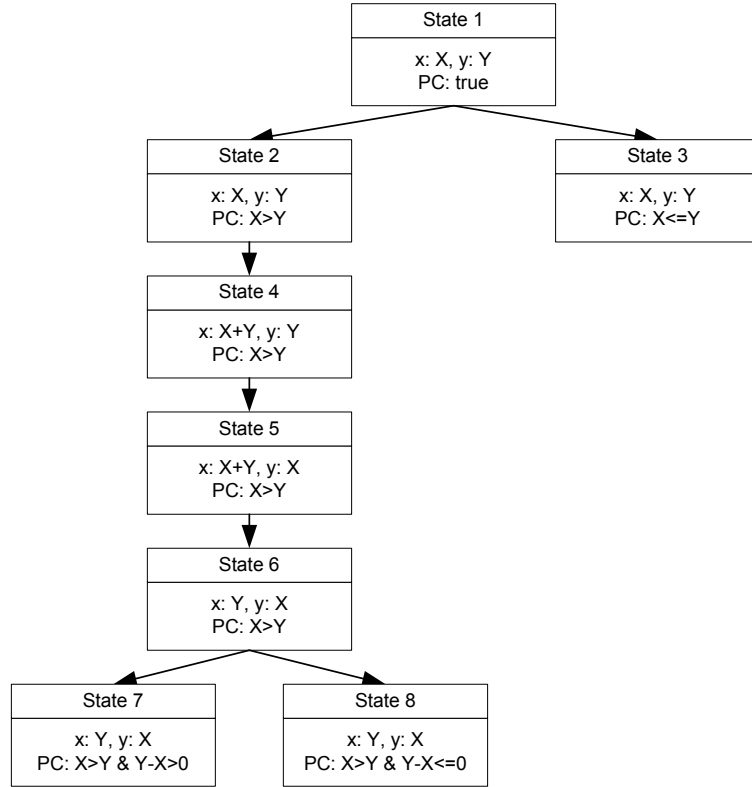 State 1
x: X, y: Y
PC: true
State 2
x: X, y: Y
PC: X>Y
State 3
x: X, y: Y
PC: X<=Y
State 4
x: X+Y, y: Y
PC: X>Y
State 5
x: X+Y, y: X
PC: X>Y
State 6
x: Y, y: X
PC: X>Y
State 7
x: Y, y: X
PC: X>Y & Y-X>0
State 8
x: Y, y: X
PC: X>Y & Y-X<=0